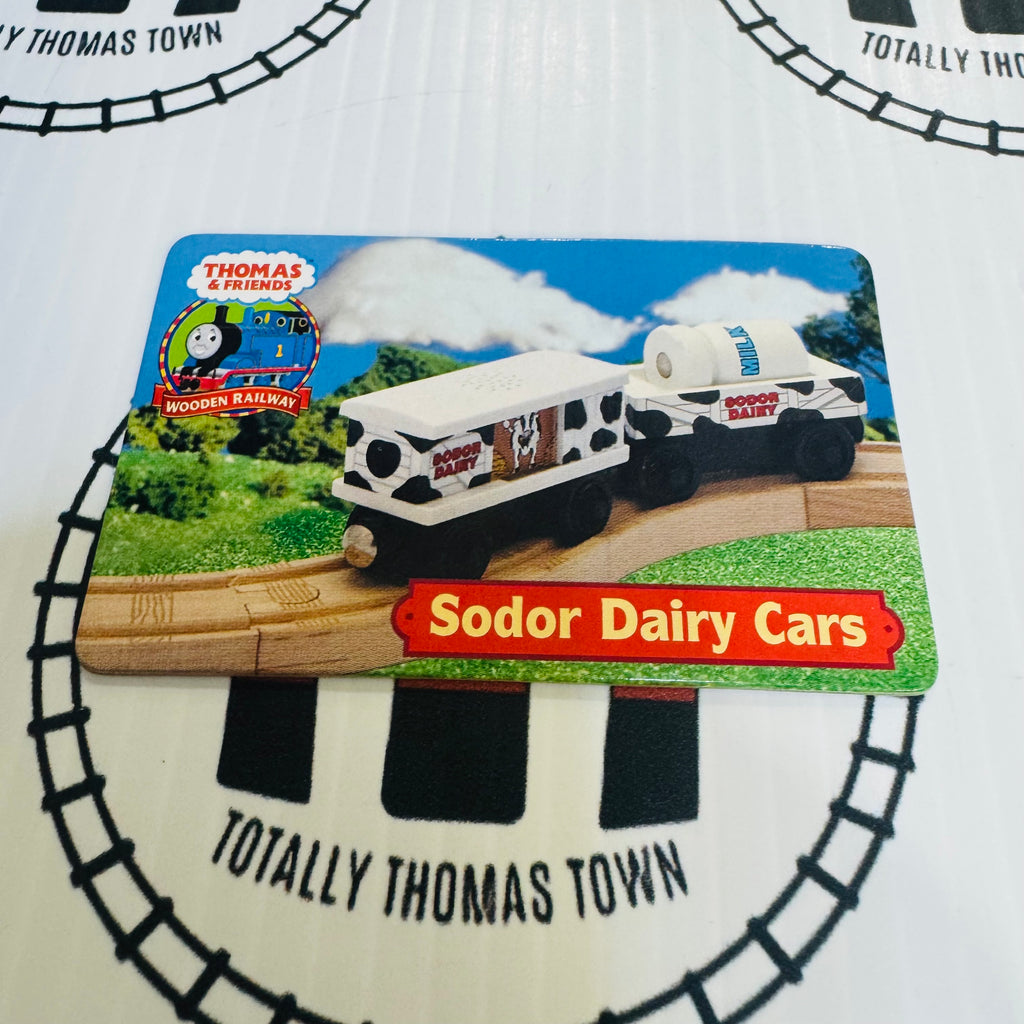 Y THOMAS TOWN
TOTALLY THO
THOMAS
& FRIENDS
1
WOODEN RAILWAY
MILK
SODOR
DAIRY
SODOR
DAIRY
Sodor Dairy Cars
TOTALLY THOMAS TOWN